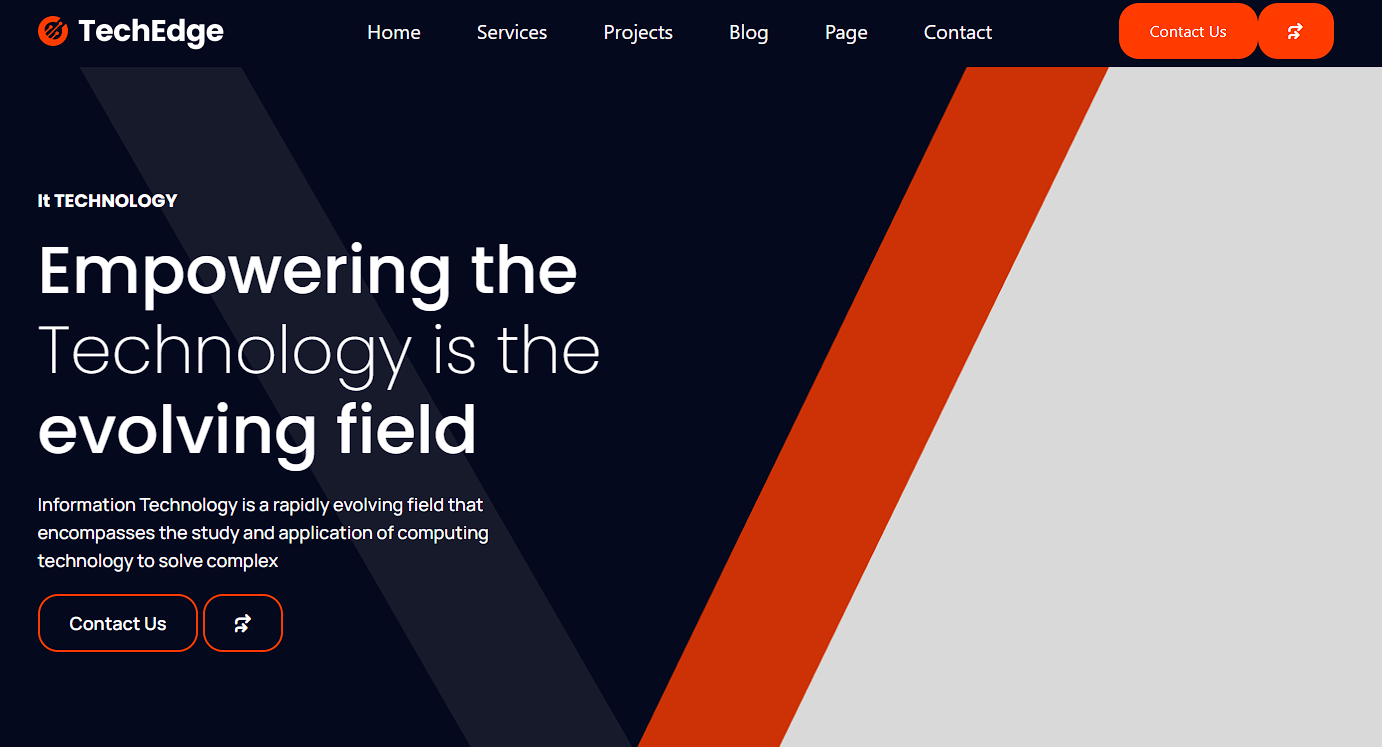 TechEdge
Home Services Projects Blog Page Contact
Contact Us
It TECHNOLOGY
Empowering the
Technology is the
evolving field
Information Technology is a rapidly evolving field that
encompasses the study and application of computing
technology to solve complex
Contact Us